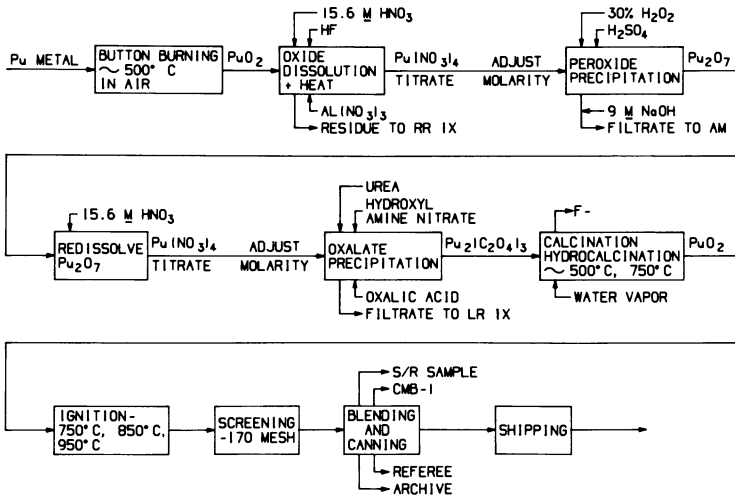 15.6 M HNO3
HF
30% H2O2
H2SO4
Pu METAL
BUTTON BURNING
~ 500° C
IN AIR
PuO2
OXIDE
DISSOLUTION
+ HEAT
Pu(NO3)4
TITRATE
ADJUST
MOLARITY
PEROXIDE
PRECIPITATION
Pu2O7
AL(NO3)3
RESIDUE TO RR IX
9 M NaOH
FILTRATE TO AM
15.6 M HNO3
UREA
HYDROXYL
AMINE NITRATE
F-
REDISSOLVE
Pu2O7
Pu(NO3)4
TITRATE
ADJUST
MOLARITY
OXALATE
PRECIPITATION
Pu2(C2O4)3
CALCINATION
HYDROCALCINATION
~ 500°C, 750°C
PuO2
OXALIC ACID
FILTRATE TO LR IX
WATER VAPOR
S/R SAMPLE
CMB-1
IGNITION-
750°C, 850°C,
950°C
SCREENING
-170 MESH
BLENDING
AND
CANNING
SHIPPING
REFEREE
ARCHIVE